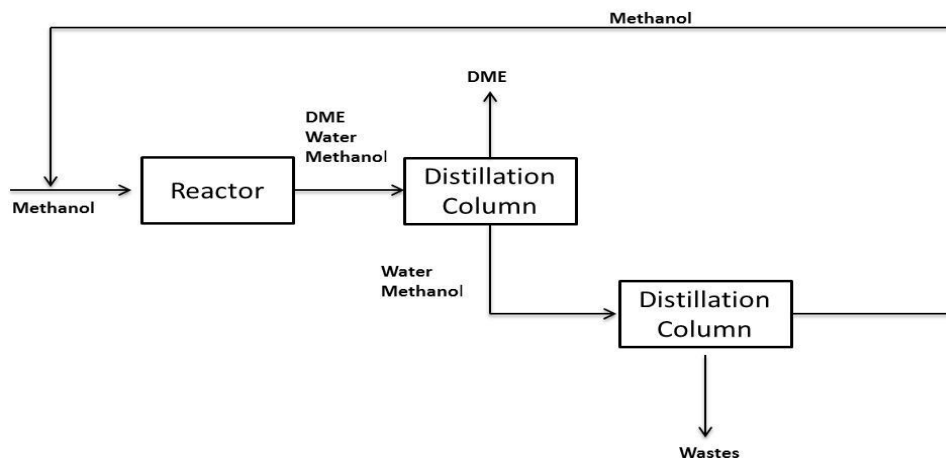 Methanol
DME
DME
Water
Methanol
Reactor
Distillation
Column
Methanol
Water
Methanol
Distillation
Column
Wastes